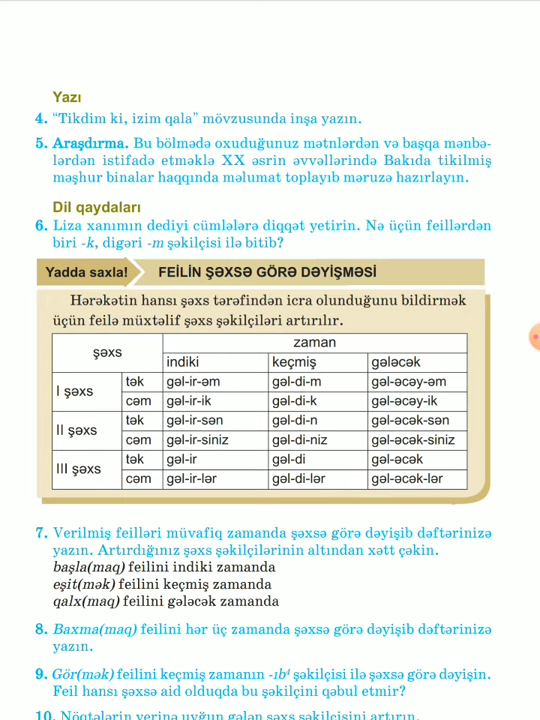 Yazı
4. “Tikdim ki, izim qala” mövzusunda inşa yazın.
5. Araşdırma. Bu bölmədə oxuduğunuz mətnlərdən və başqa mənbə-
lərdən istifadə etməklə XX əsrin əvvəllərində Bakıda tikilmiş
məşhur binalar haqqında məlumat toplayıb məruzə hazırlayın.
Dil qaydaları
6. Liza xanımın dediyi cümlələrə diqqət yetirin. Nə üçün feillərdən
biri -k, digəri -m şəkilçisi ilə bitib?
Yadda saxla! FEİLİN ŞƏXSƏ GÖRƏ DƏYİŞMƏSİ
Hərəkətin hansı şəxs tərəfindən icra olunduğunu bildirmək
üçün feilə müxtəlif şəxs şəkilçiləri artırılır.
şəxs zaman
indiki keçmiş gələcək
I şəxs tək gəl-ir-əm gəl-di-m gəl-əcəy-əm
cəm gəl-ir-ik gəl-di-k gəl-əcəy-ik
II şəxs tək gəl-ir-sən gəl-di-n gəl-əcək-sən
cəm gəl-ir-siniz gəl-di-niz gəl-əcək-siniz
III şəxs tək gəl-ir gəl-di gəl-əcək
cəm gəl-ir-lər gəl-di-lər gəl-əcək-lər
7. Verilmiş feilləri müvafiq zamanda şəxsə görə dəyişib dəftərinizə
yazın. Artırdığınız şəxs şəkilçilərinin altından xətt çəkin.
başla(maq) feilini indiki zamanda
eşit(mək) feilini keçmiş zamanda
qalx(maq) feilini gələcək zamanda
8. Baxma(maq) feilini hər üç zamanda şəxsə görə dəyişib dəftərinizə
yazın.
9. Gör(mək) feilini keçmiş zamanın -ıb⁴ şəkilçisi ilə şəxsə görə dəyişin.
Feil hansı şəxsə aid olduqda bu şəkilçini qəbul etmir?
10. Nöqtələrin yerinə uyğun gələn şəxs şəkilçisini artırın.